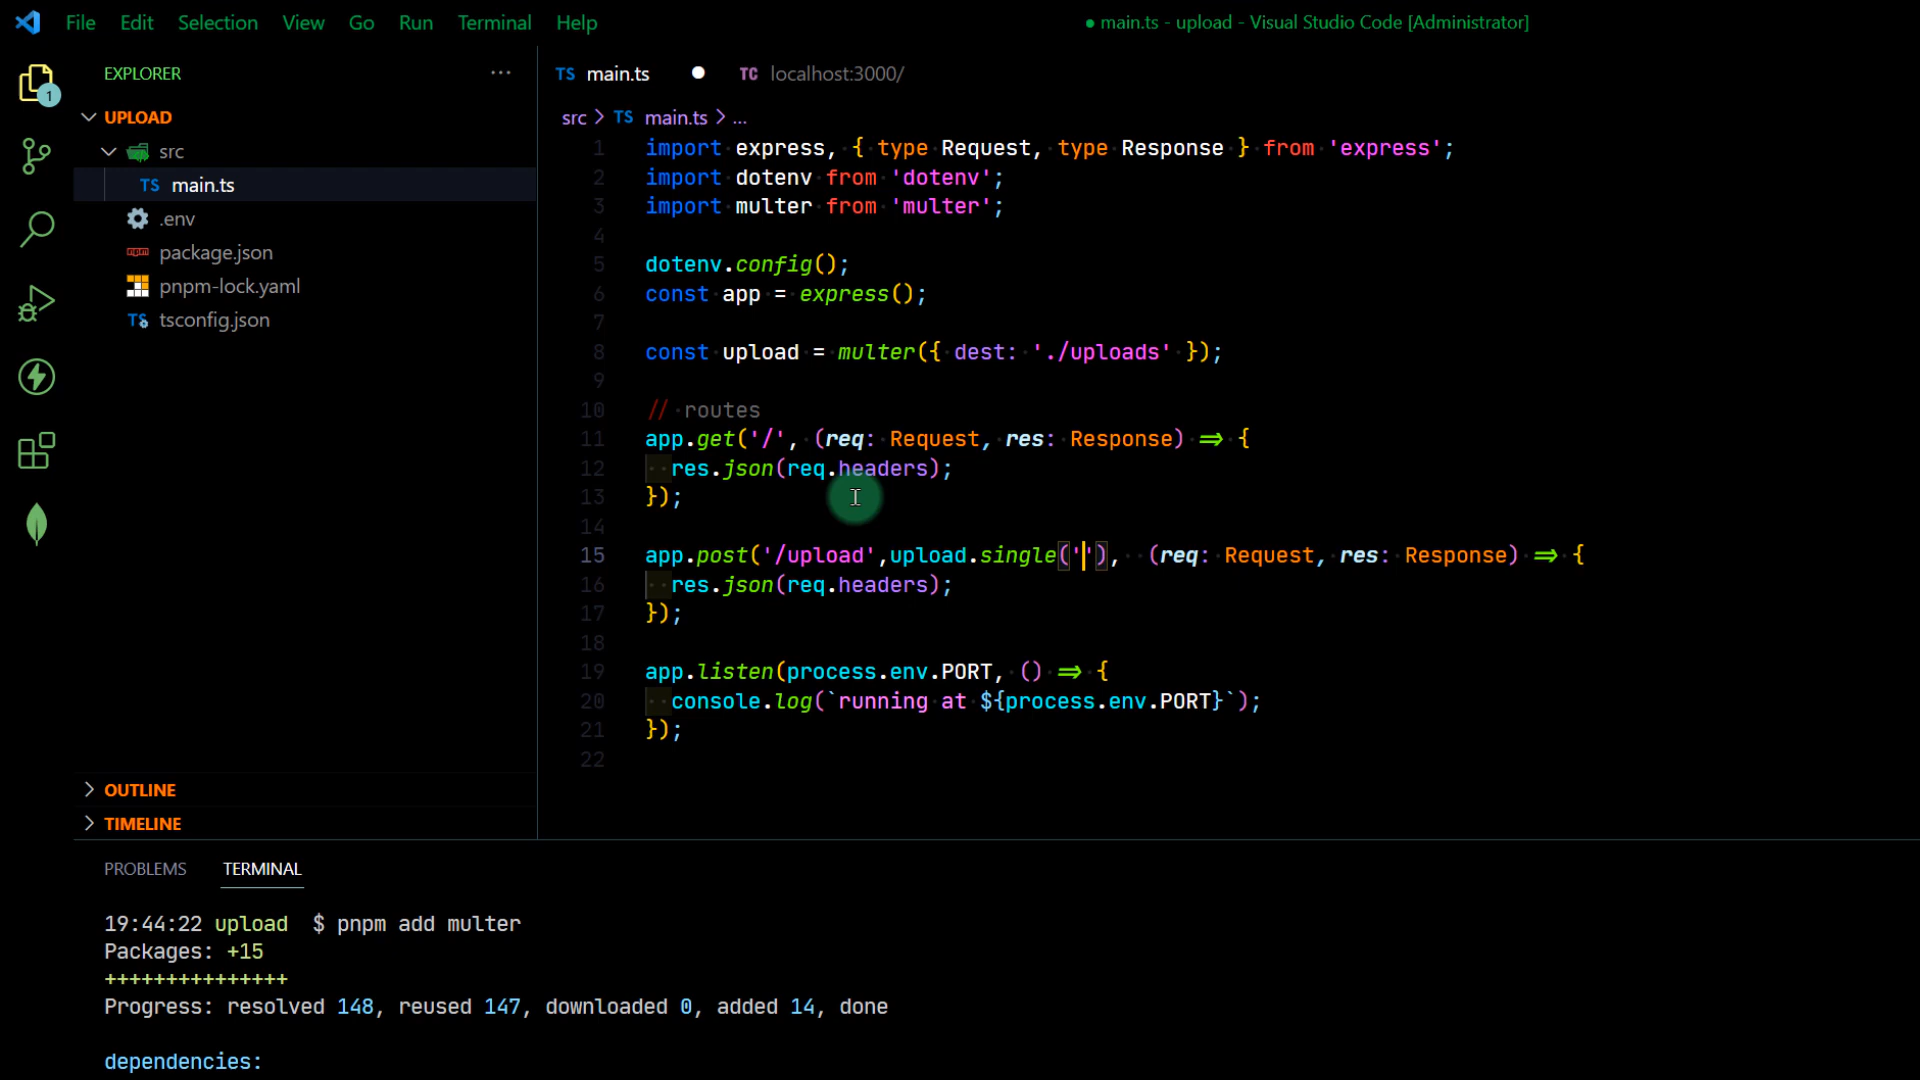 File Edit Selection View Go Run Terminal Help
● main.ts - upload - Visual Studio Code [Administrator]
EXPLORER ...
1
UPLOAD
src
TS main.ts
.env
package.json
pnpm-lock.yaml
TS tsconfig.json
OUTLINE
TIMELINE
TS main.ts ● TC localhost:3000/
src > TS main.ts > ...
1 import express, { type Request, type Response } from 'express';
2 import dotenv from 'dotenv';
3 import multer from 'multer';
4
5 dotenv.config();
6 const app = express();
7
8 const upload = multer({ dest: './uploads' });
9
10 // routes
11 app.get('/', (req: Request, res: Response) => {
12 res.json(req.headers);
13 });
14
15 app.post('/upload',upload.single(''), (req: Request, res: Response) => {
16 res.json(req.headers);
17 });
18
19 app.listen(process.env.PORT, () => {
20 console.log(`running at ${process.env.PORT}`);
21 });
22
PROBLEMS TERMINAL
19:44:22 upload $ pnpm add multer
Packages: +15
+++++++++++++++
Progress: resolved 148, reused 147, downloaded 0, added 14, done
dependencies: